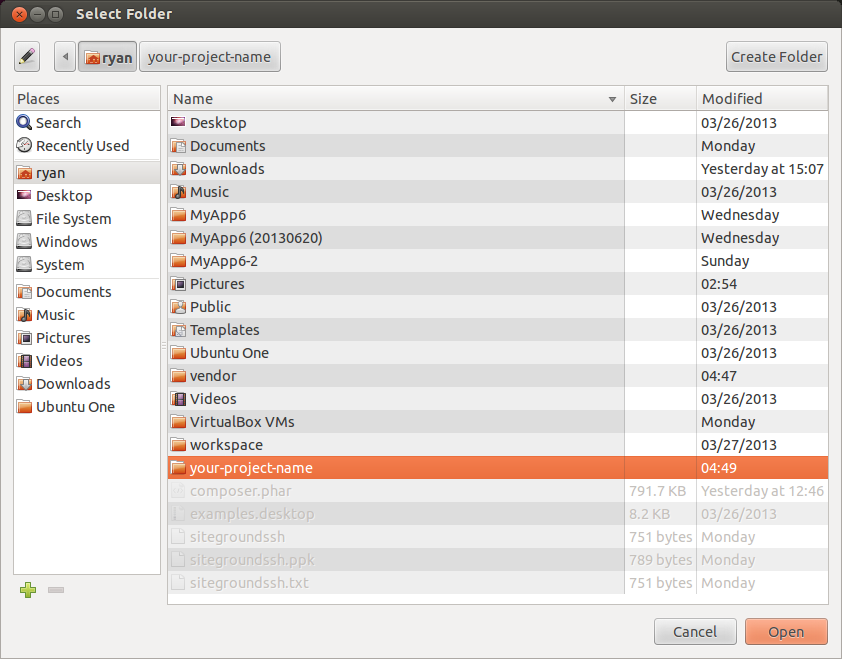 Select Folder
ryan your-project-name Create Folder
Places
Search
Recently Used
ryan
Desktop
File System
Windows
System
Documents
Music
Pictures
Videos
Downloads
Ubuntu One
Name Size Modified
Desktop 03/26/2013
Documents Monday
Downloads Yesterday at 15:07
Music 03/26/2013
MyApp6 Wednesday
MyApp6 (20130620) Wednesday
MyApp6-2 Sunday
Pictures 02:54
Public 03/26/2013
Templates 03/26/2013
Ubuntu One 03/26/2013
vendor 04:47
Videos 03/26/2013
VirtualBox VMs Monday
workspace 03/27/2013
your-project-name 04:49
composer.phar 791.7 KB Yesterday at 12:46
examples.desktop 8.2 KB 03/26/2013
sitegroundssh 751 bytes Monday
sitegroundssh.ppk 789 bytes Monday
sitegroundssh.txt 751 bytes Monday
Cancel Open